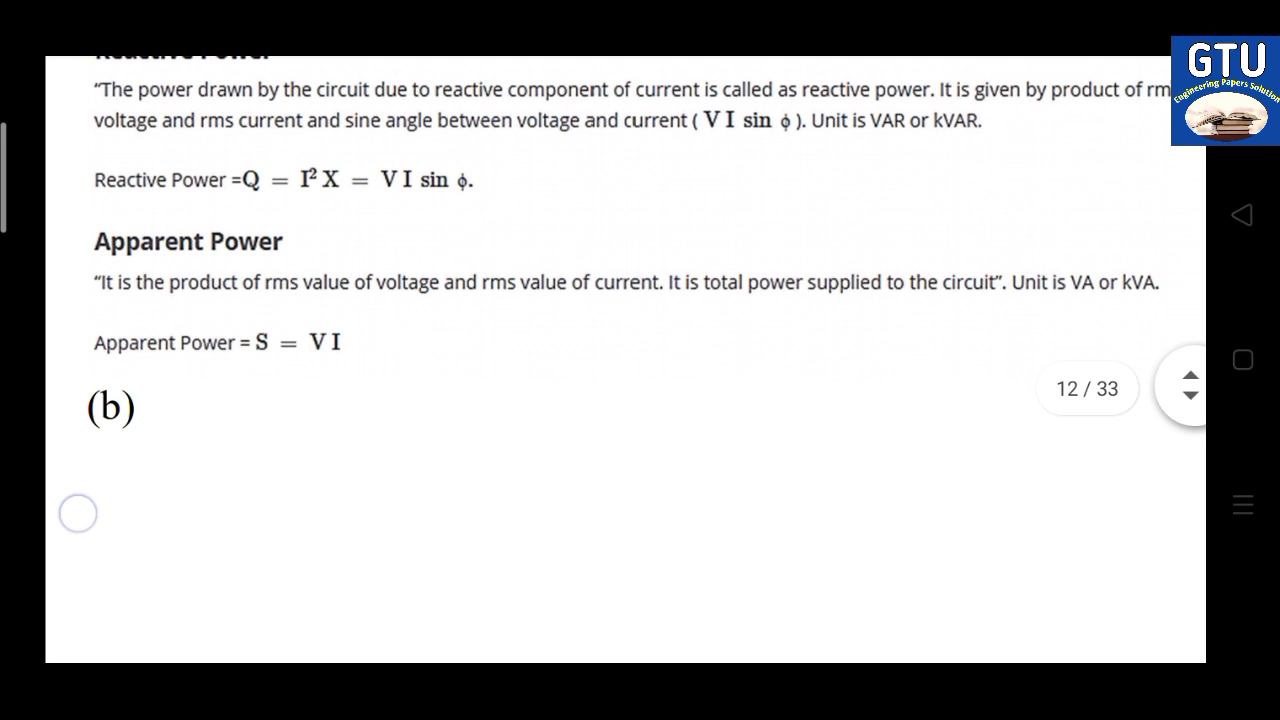 Reactive Power
“The power drawn by the circuit due to reactive component of current is called as reactive power. It is given by product of rm
voltage and rms current and sine angle between voltage and current ( V I sin ϕ ). Unit is VAR or kVAR.
Reactive Power =Q = I² X = V I sin ϕ.
Apparent Power
“It is the product of rms value of voltage and rms value of current. It is total power supplied to the circuit”. Unit is VA or kVA.
Apparent Power = S = V I
(b)
12 / 33
GTU
Engineering Papers Solution